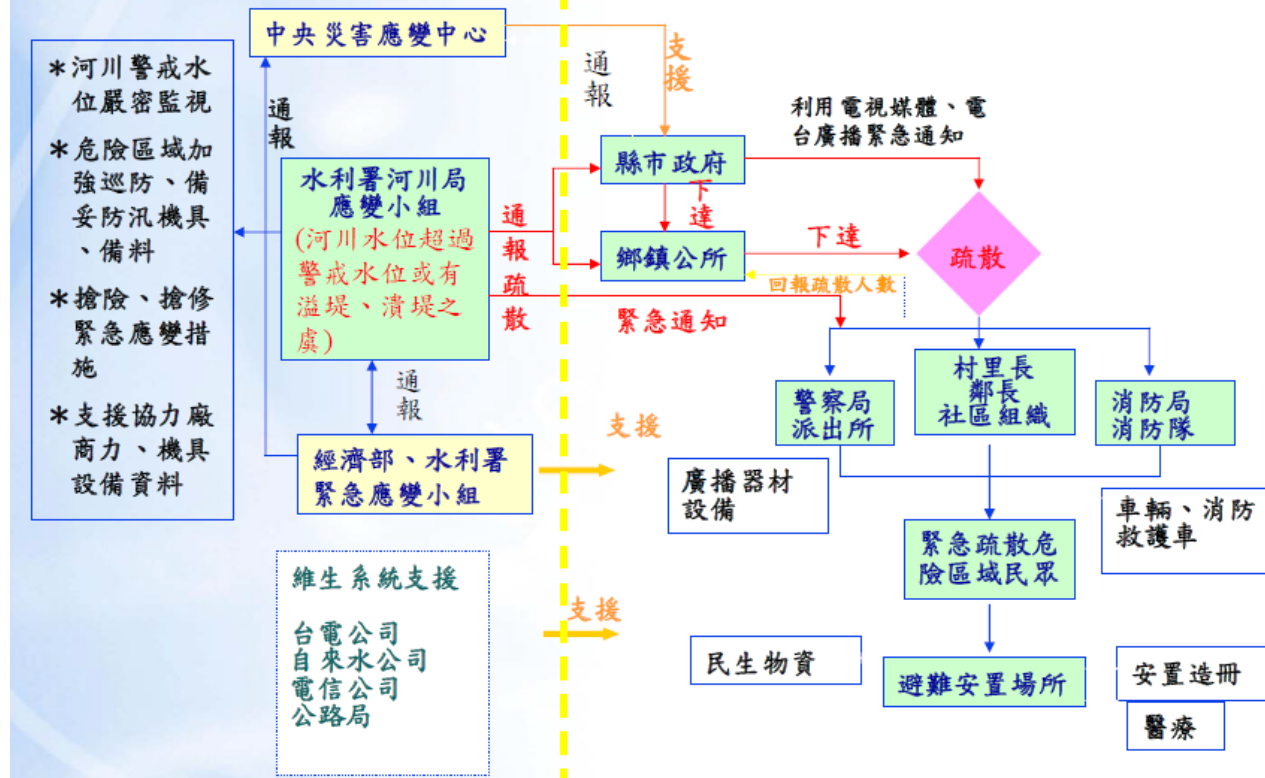 中央災害應變中心
＊河川警戒水
位嚴密監視
＊危險區域加
強巡防、備
妥防汛機具
、備料
＊搶險、搶修
緊急應變措
施
＊支援協力廠
商力、機具
設備資料
通
報
水利署河川局
應變小組
(河川水位超過
警戒水位或有
溢堤、潰堤之
虞)
通
報
經濟部、水利署
緊急應變小組
維生系統支援
台電公司
自來水公司
電信公司
公路局
通
報
疏
散
通
報
支
援
縣市政府
下
達
鄉鎮公所
利用電視媒體、電
台廣播緊急通知
下達
疏散
回報疏散人數
緊急通知
警察局
派出所
村里長
鄰長
社區組織
消防局
消防隊
支援
廣播器材
設備
車輛、消防
救護車
緊急疏散危
險區域民眾
支援
民生物資
避難安置場所
安置造冊
醫療